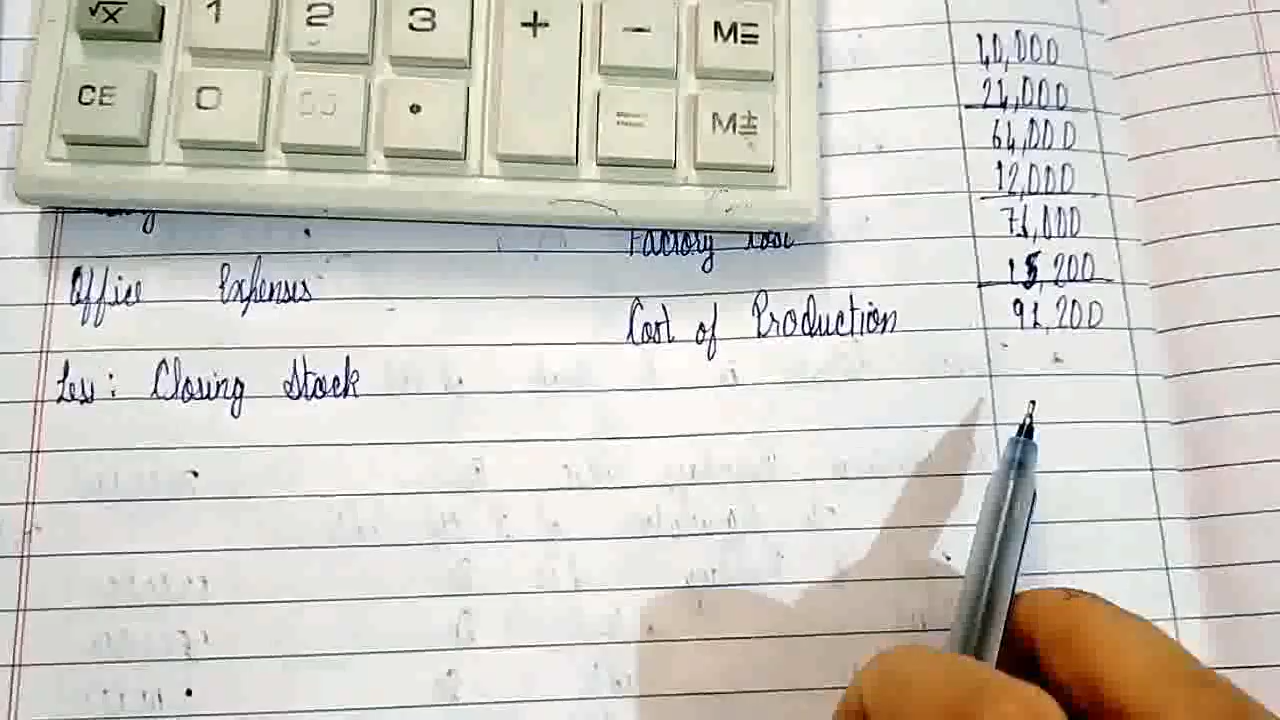 √X 1 2 3 + − M=
CE 0 00 • = M±
40,000
24,000
64,000
12,000
76,000
Factory Cost
Office Expenses 15,200
Cost of Production 91,200
Less: Closing Stock